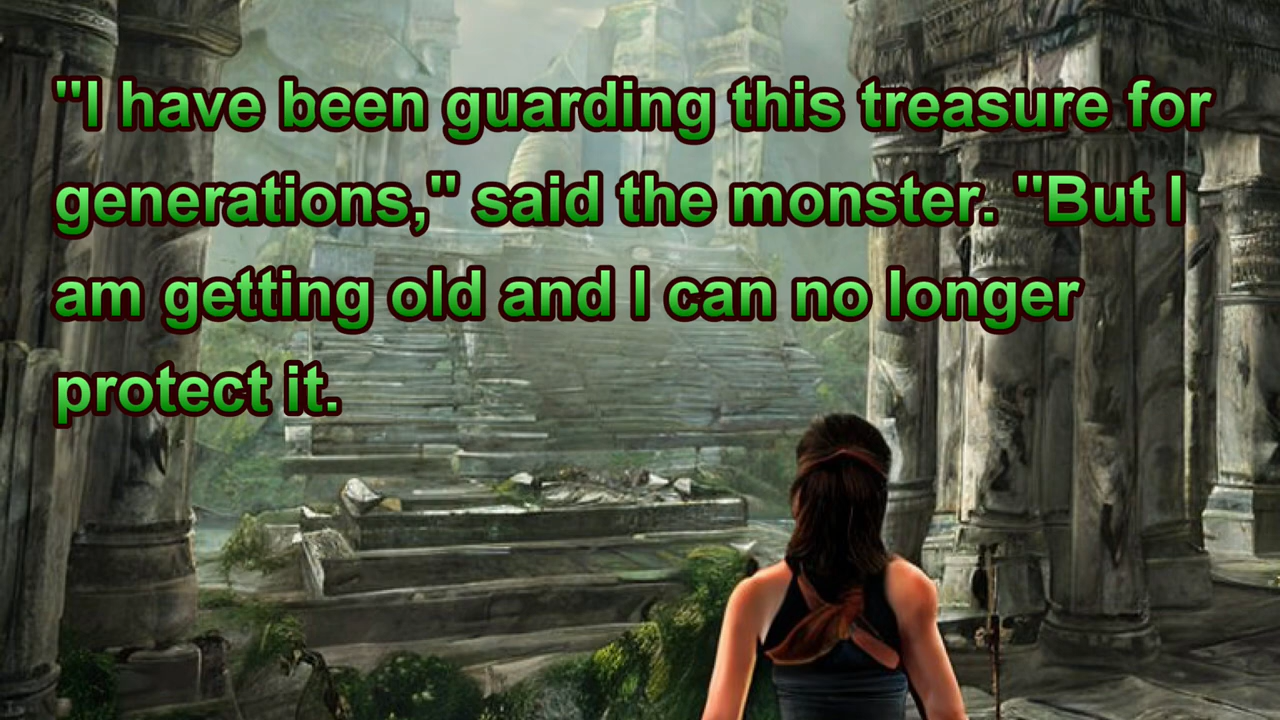 "I have been guarding this treasure for
generations," said the monster. "But I
am getting old and I can no longer
protect it.